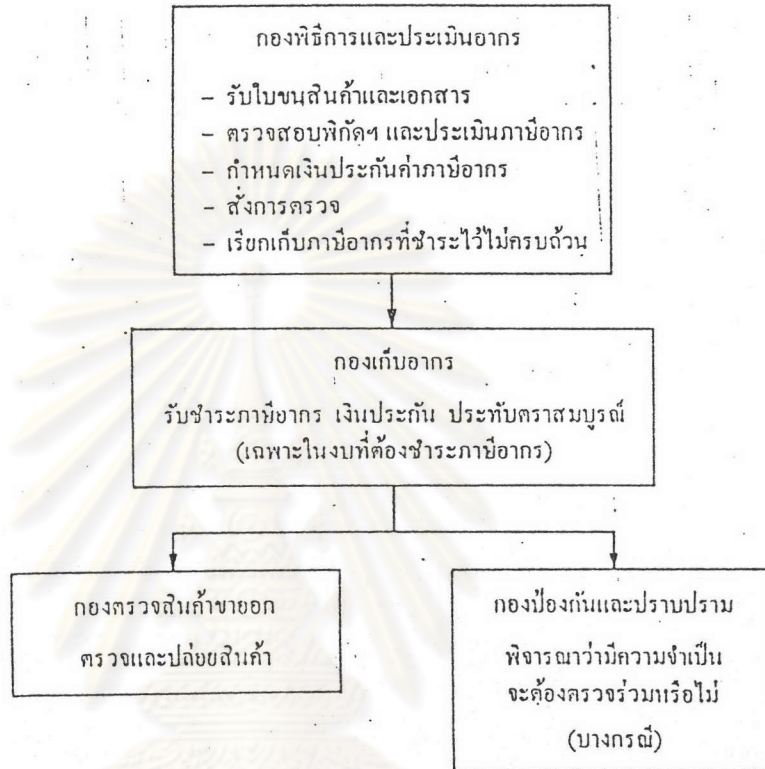 กองพิธีการและประเมินอากร
- รับใบขนสินค้าและเอกสาร
- ตรวจสอบพิกัดฯ และประเมินภาษีอากร
- กำหนดเงินประกันค่าภาษีอากร
- สั่งการตรวจ
- เรียกเก็บภาษีอากรที่ชำระไว้ไม่ครบถ้วน
กองเก็บอากร
รับชำระภาษีอากร เงินประกัน ประทับตราสมบูรณ์
(เฉพาะในงบที่ต้องชำระภาษีอากร)
กองตรวจสินค้าขาออก
ตรวจและปล่อยสินค้า
กองป้องกันและปราบปราม
พิจารณาว่ามีความจำเป็น
จะต้องตรวจร่วมหรือไม่
(บางกรณี)